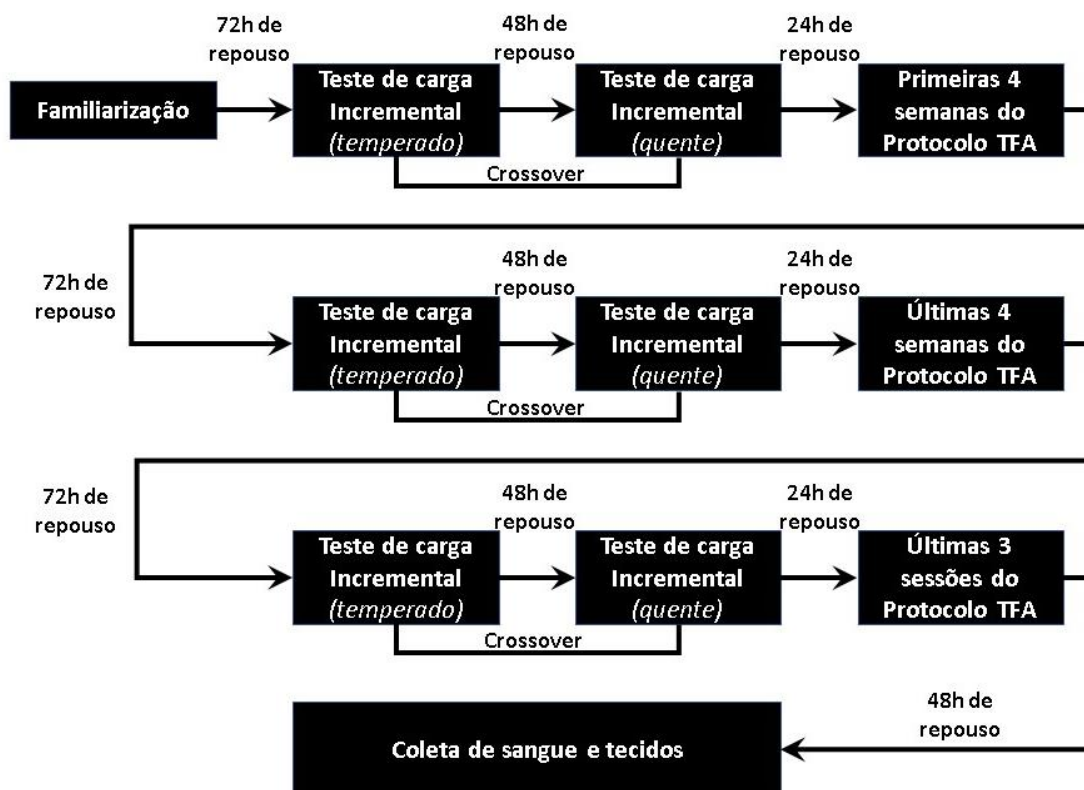 72h de
repouso
48h de
repouso
24h de
repouso
Familiarização
Teste de carga
Incremental
(temperado)
Teste de carga
Incremental
(quente)
Primeiras 4
semanas do
Protocolo TFA
Crossover
72h de
repouso
48h de
repouso
24h de
repouso
Teste de carga
Incremental
(temperado)
Teste de carga
Incremental
(quente)
Últimas 4
semanas do
Protocolo TFA
Crossover
72h de
repouso
48h de
repouso
24h de
repouso
Teste de carga
Incremental
(temperado)
Teste de carga
Incremental
(quente)
Últimas 3
sessões do
Protocolo TFA
Crossover
48h de
repouso
Coleta de sangue e tecidos